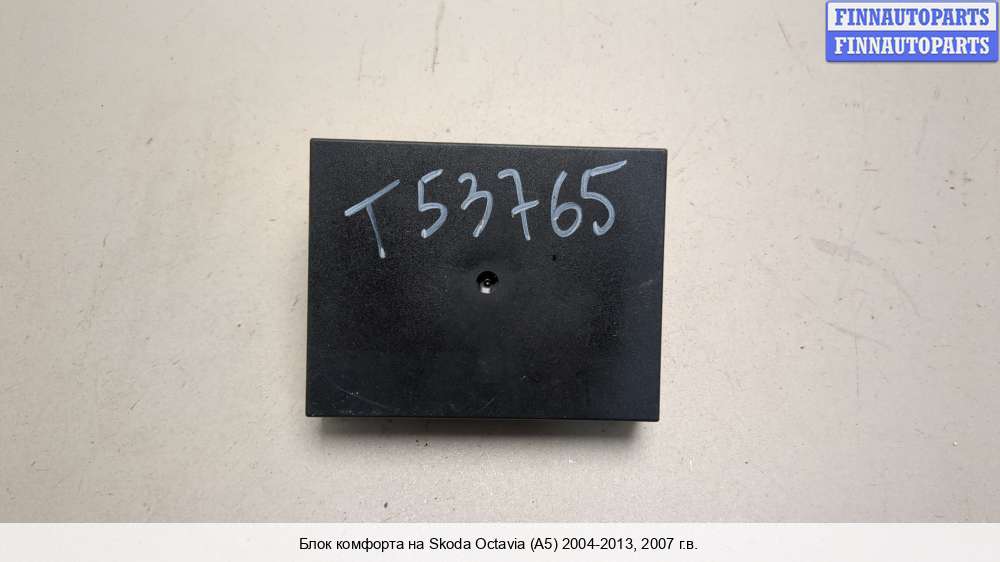 FINNAUTOPARTS
FINNAUTOPARTS
T53765
Блок комфорта на Skoda Octavia (A5) 2004-2013, 2007 г.в.